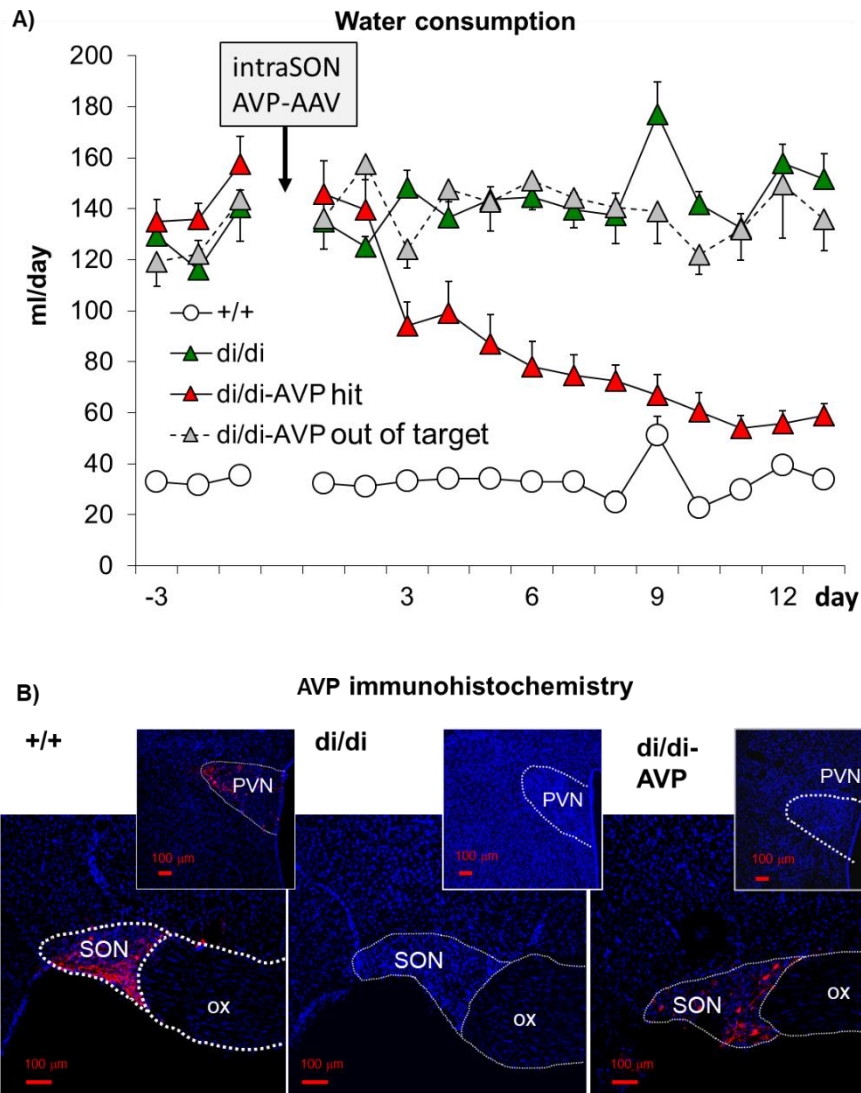 A)
Water consumption
200
180
160
140
120
100
80
60
40
20
0
ml/day
intraSON
AVP-AAV
+/+
di/di
di/di-AVP hit
di/di-AVP out of target
-3 3 6 9 12 day
B)
AVP immunohistochemistry
+/+
di/di
di/di-
AVP
PVN
100 µm
PVN
100 µm
PVN
100 µm
SON
ox
100 µm
SON
ox
100 µm
SON
ox
100 µm